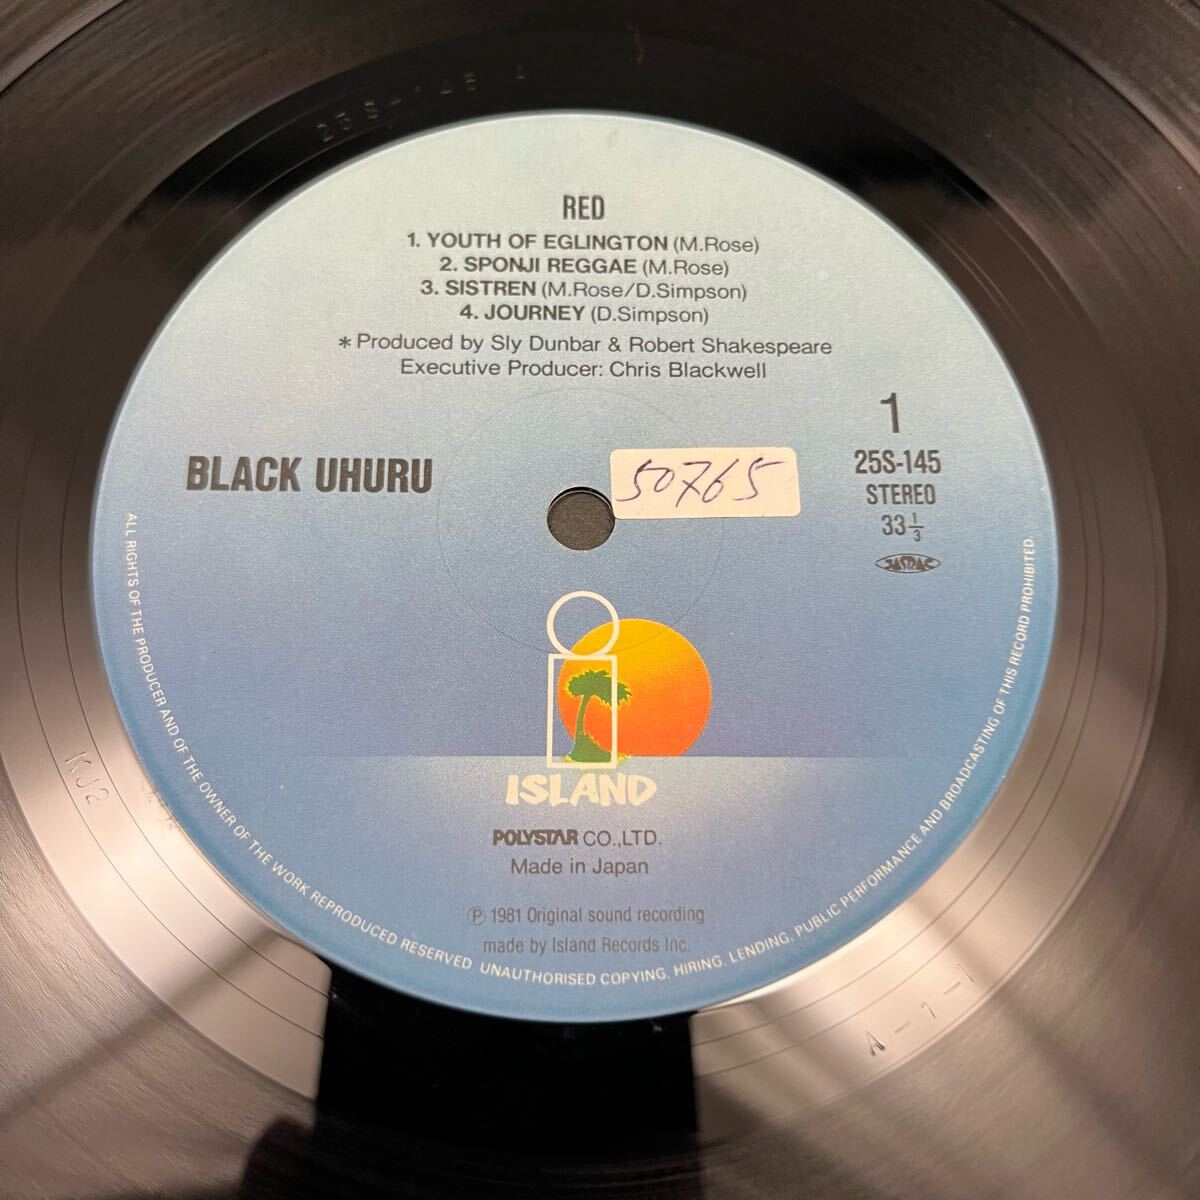 25S-145 A
RED
1. YOUTH OF EGLINGTON (M.Rose)
2. SPONJI REGGAE (M.Rose)
3. SISTREN (M.Rose/D.Simpson)
4. JOURNEY (D.Simpson)
*Produced by Sly Dunbar & Robert Shakespeare
Executive Producer: Chris Blackwell
BLACK UHURU
50765
1
25S-145
STEREO
33 1/3
JASRAC
ISLAND
POLYSTAR CO.,LTD.
Made in Japan
Ⓟ 1981 Original sound recording
made by Island Records Inc.
ALL RIGHTS OF THE PRODUCER AND OF THE OWNER OF THE WORK REPRODUCED RESERVED. UNAUTHORISED COPYING, HIRING, LENDING, PUBLIC PERFORMANCE AND BROADCASTING OF THIS RECORD PROHIBITED.
KJ2
A-1-1